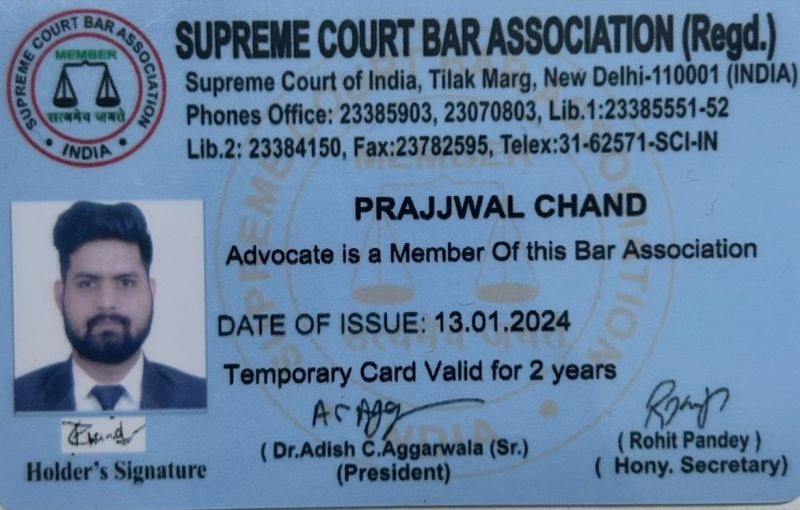 SUPREME COURT BAR ASSOCIATION
MEMBER
सत्यमेव जयते
INDIA
SUPREME COURT BAR ASSOCIATION (Regd.)
Supreme Court of India, Tilak Marg, New Delhi-110001 (INDIA)
Phones Office: 23385903, 23070803, Lib.1:23385551-52
Lib.2: 23384150, Fax:23782595, Telex:31-62571-SCI-IN
PRAJJWAL CHAND
Advocate is a Member Of this Bar Association
DATE OF ISSUE: 13.01.2024
Temporary Card Valid for 2 years
Holder's Signature
( Dr.Adish C.Aggarwala (Sr.)
(President)
( Rohit Pandey )
( Hony. Secretary)